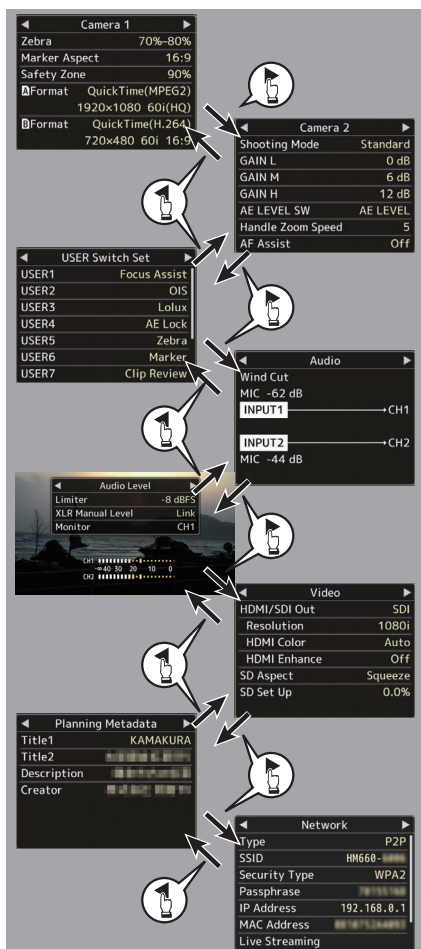 Camera 1
Zebra 70%–80%
Marker Aspect 16:9
Safety Zone 90%
A Format QuickTime(MPEG2)
1920×1080 60i(HQ)
B Format QuickTime(H.264)
720×480 60i 16:9
Camera 2
Shooting Mode Standard
GAIN L 0 dB
GAIN M 6 dB
GAIN H 12 dB
AE LEVEL SW AE LEVEL
Handle Zoom Speed 5
AF Assist Off
USER Switch Set
USER1 Focus Assist
USER2 OIS
USER3 Lolux
USER4 AE Lock
USER5 Zebra
USER6 Marker
USER7 Clip Review
Audio
Wind Cut
MIC -62 dB
INPUT1 CH1
INPUT2 CH2
MIC -44 dB
Audio Level
Limiter -8 dBFS
XLR Manual Level Link
Monitor CH1
CH1
-∞ 40 30 20 10 0
CH2
Video
HDMI/SDI Out SDI
Resolution 1080i
HDMI Color Auto
HDMI Enhance Off
SD Aspect Squeeze
SD Set Up 0.0%
Planning Metadata
Title1 KAMAKURA
Title2
Description
Creator
Network
Type P2P
SSID HM660-
Security Type WPA2
Passphrase
IP Address 192.168.0.1
MAC Address
Live Streaming